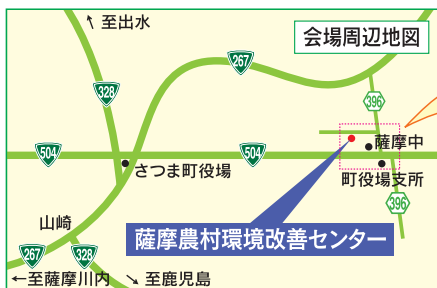 ↖至出水
会場周辺地図
267
328
396
504
504
薩摩中
さつま町役場
町役場支所
山崎
396
薩摩農村環境改善センター
267
328
←至薩摩川内
↘至鹿児島